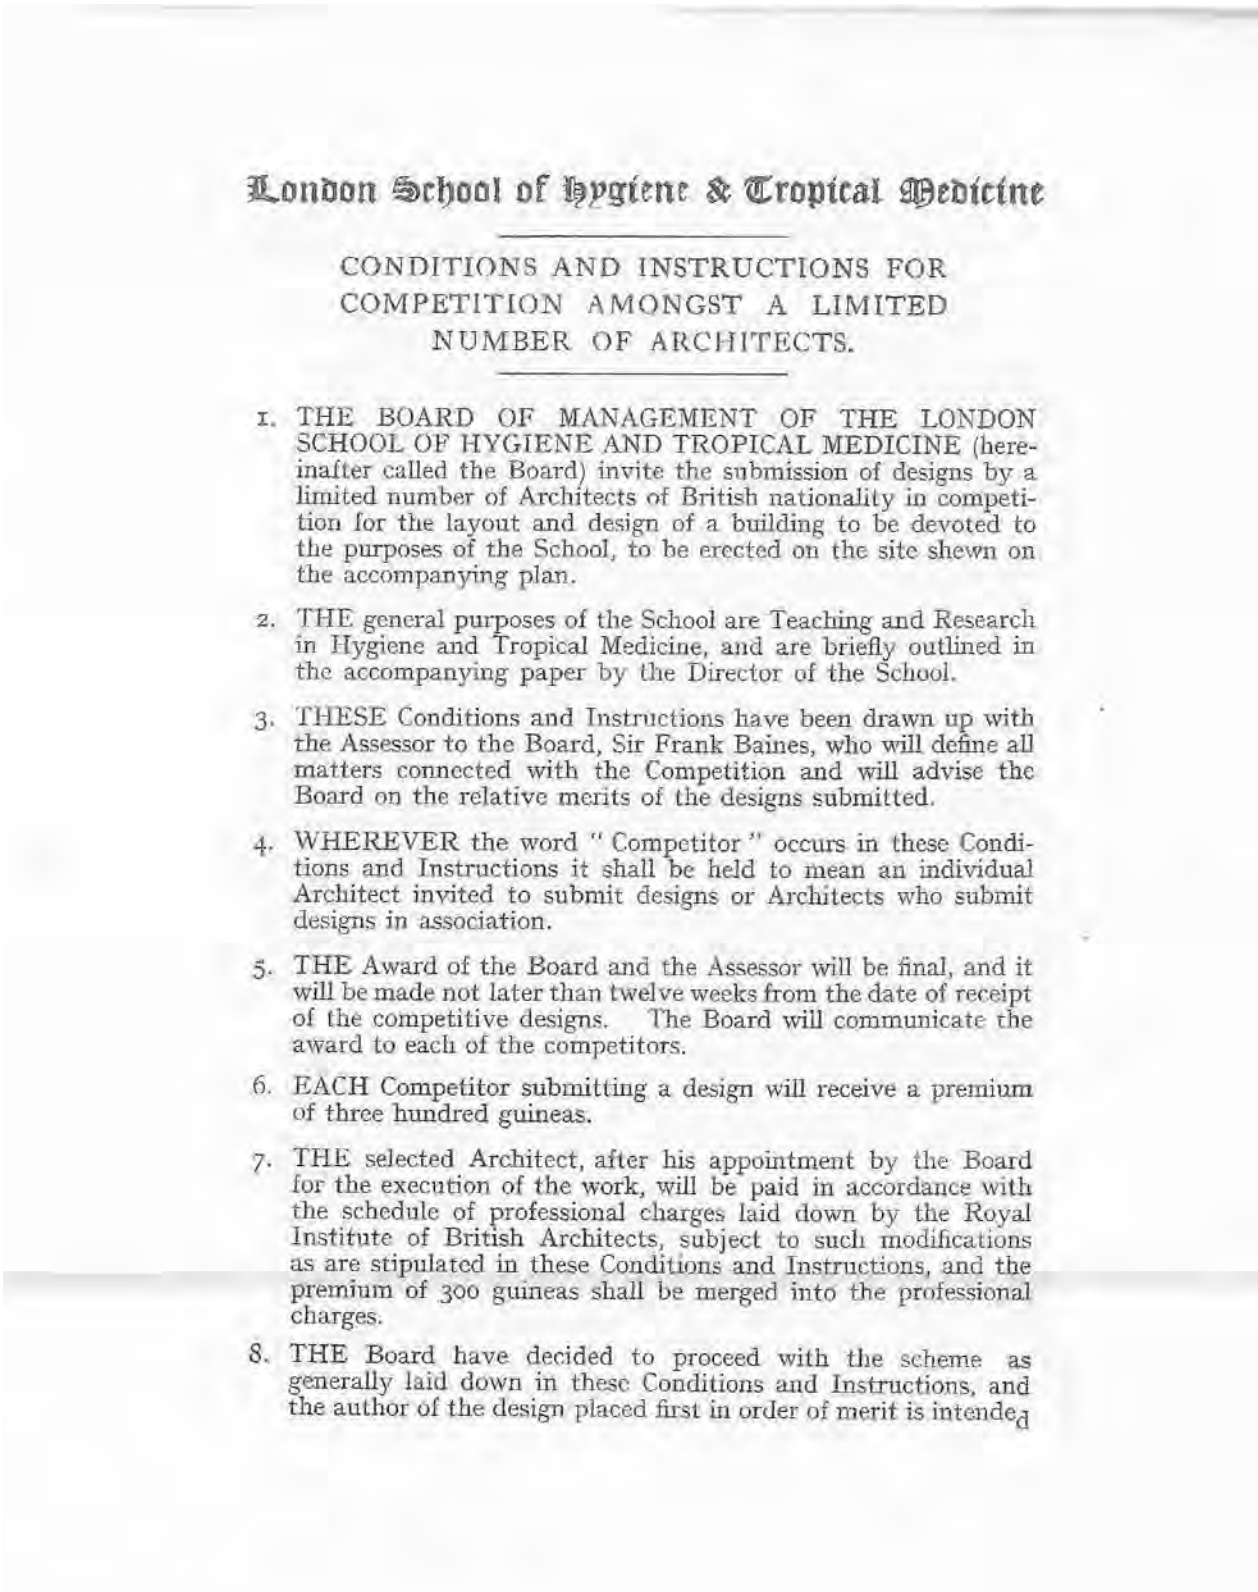 London School of Hygiene & Tropical Medicine
CONDITIONS AND INSTRUCTIONS FOR
COMPETITION AMONGST A LIMITED
NUMBER OF ARCHITECTS.
1. THE BOARD OF MANAGEMENT OF THE LONDON
SCHOOL OF HYGIENE AND TROPICAL MEDICINE (here-
inafter called the Board) invite the submission of designs by a
limited number of Architects of British nationality in competi-
tion for the layout and design of a building to be devoted to
the purposes of the School, to be erected on the site shewn on
the accompanying plan.
2. THE general purposes of the School are Teaching and Research
in Hygiene and Tropical Medicine, and are briefly outlined in
the accompanying paper by the Director of the School.
3. THESE Conditions and Instructions have been drawn up with
the Assessor to the Board, Sir Frank Baines, who will define all
matters connected with the Competition and will advise the
Board on the relative merits of the designs submitted.
4. WHEREVER the word " Competitor " occurs in these Condi-
tions and Instructions it shall be held to mean an individual
Architect invited to submit designs or Architects who submit
designs in association.
5. THE Award of the Board and the Assessor will be final, and it
will be made not later than twelve weeks from the date of receipt
of the competitive designs. The Board will communicate the
award to each of the competitors.
6. EACH Competitor submitting a design will receive a premium
of three hundred guineas.
7. THE selected Architect, after his appointment by the Board
for the execution of the work, will be paid in accordance with
the schedule of professional charges laid down by the Royal
Institute of British Architects, subject to such modifications
as are stipulated in these Conditions and Instructions, and the
premium of 300 guineas shall be merged into the professional
charges.
8. THE Board have decided to proceed with the scheme as
generally laid down in these Conditions and Instructions, and
the author of the design placed first in order of merit is intended